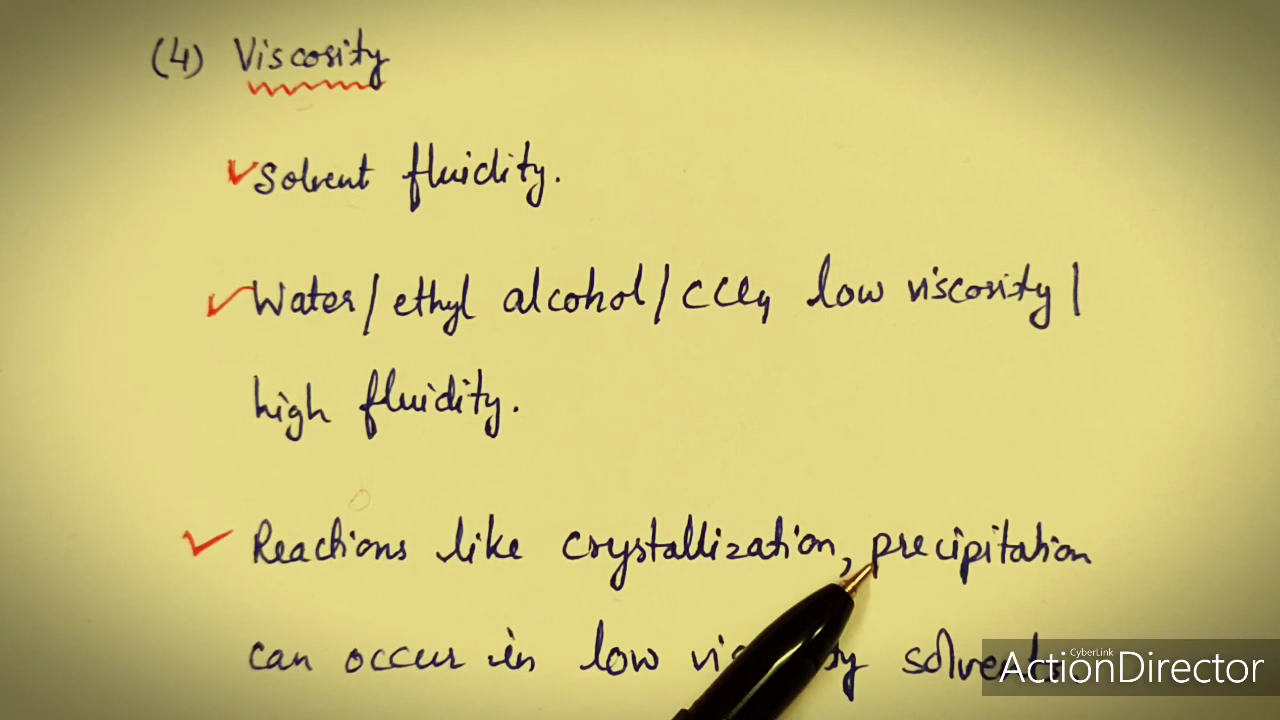 (4) Viscosity
Solvent fluidity.
Water/ethyl alcohol/CCl4 low viscosity/
high fluidity.
Reactions like crystallization, precipitation
can occur in low solvents
CyberLink
ActionDirector